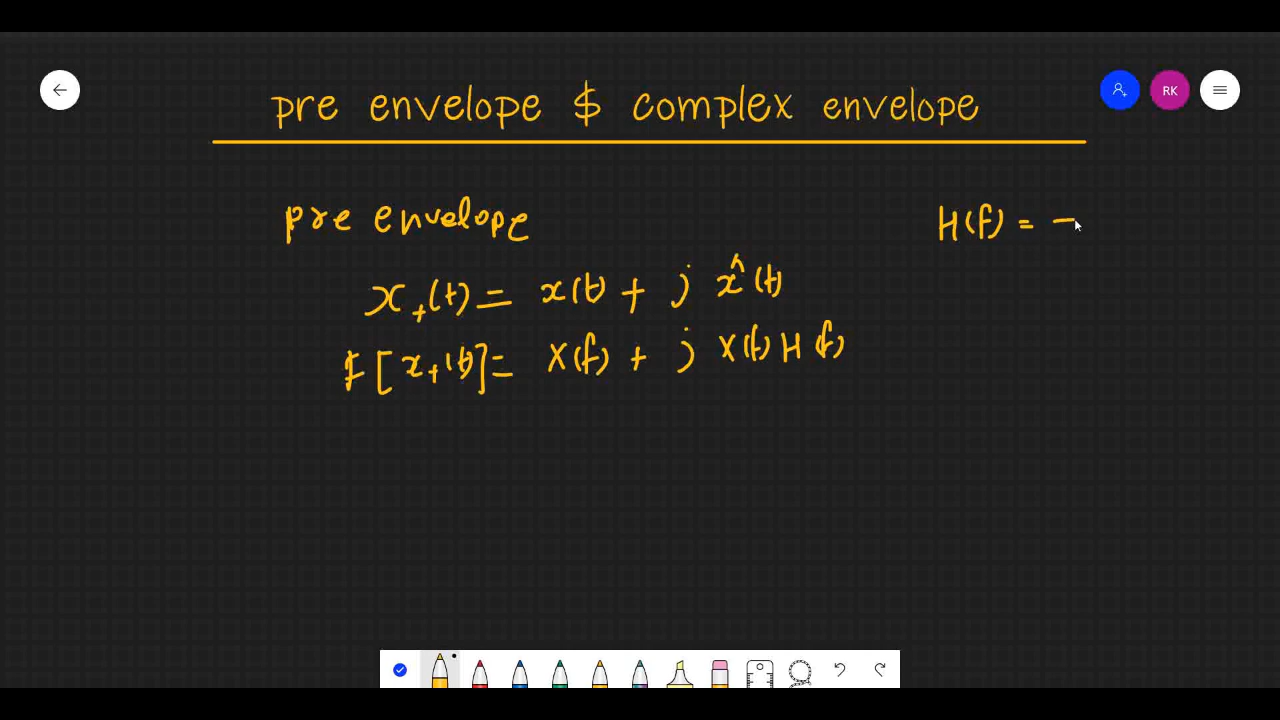 pre envelope $ complex envelope
RK
pre envelope
H(f) = -
x₊(t) = x(t) + j x̂(t)
F[x₊(t)] = X(f) + j X(f) H(f)